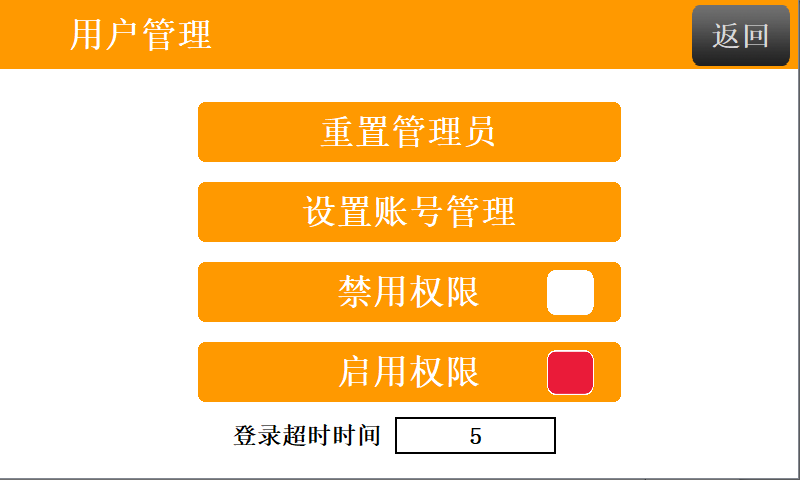 用户管理
返回
重置管理员
设置账号管理
禁用权限
启用权限
登录超时时间 5